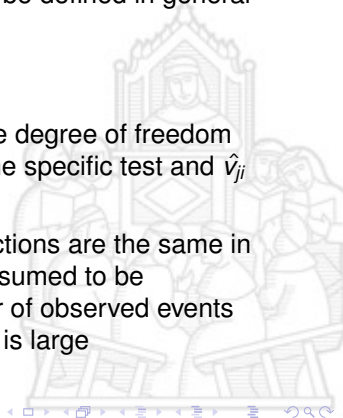 be defined in general
e degree of freedom
ne specific test and v̂ji
ctions are the same in
sumed to be
r of observed events
is large